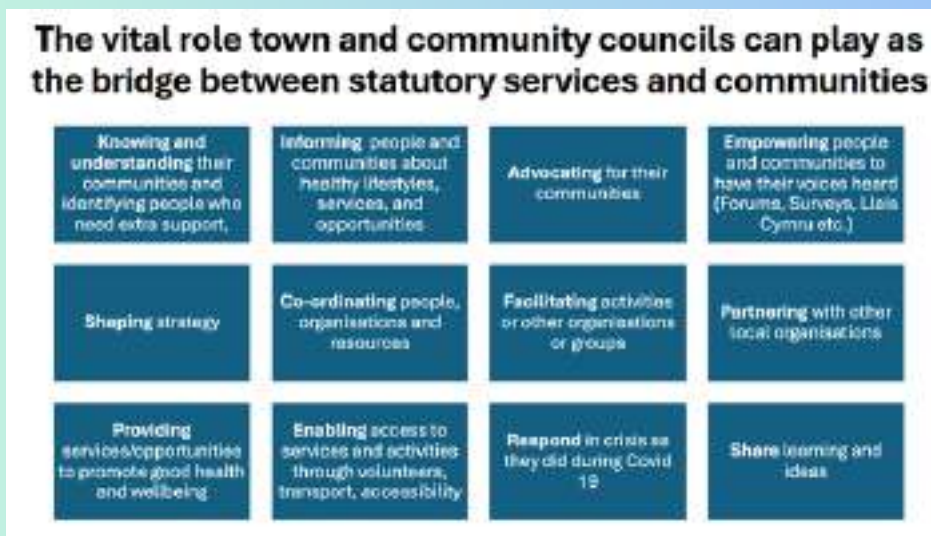 The vital role town and community councils can play as
the bridge between statutory services and communities
Knowing and
understanding their
communities and
identifying people who
need extra support,
Informing people and
communities about
healthy lifestyles,
services, and
opportunities
Advocating for their
communities
Empowering people
and communities to
have their voices heard
(Forums, Surveys, Llais
Cymru etc.)
Shaping strategy
Co-ordinating people,
organisations and
resources
Facilitating activities
or other organisations
or groups
Partnering with other
local organisations
Providing
services/opportunities
to promote good health
and wellbeing
Enabling access to
services and activities
through volunteers,
transport, accessibility
Respond in crisis as
they did during Covid
19
Share learning and
ideas